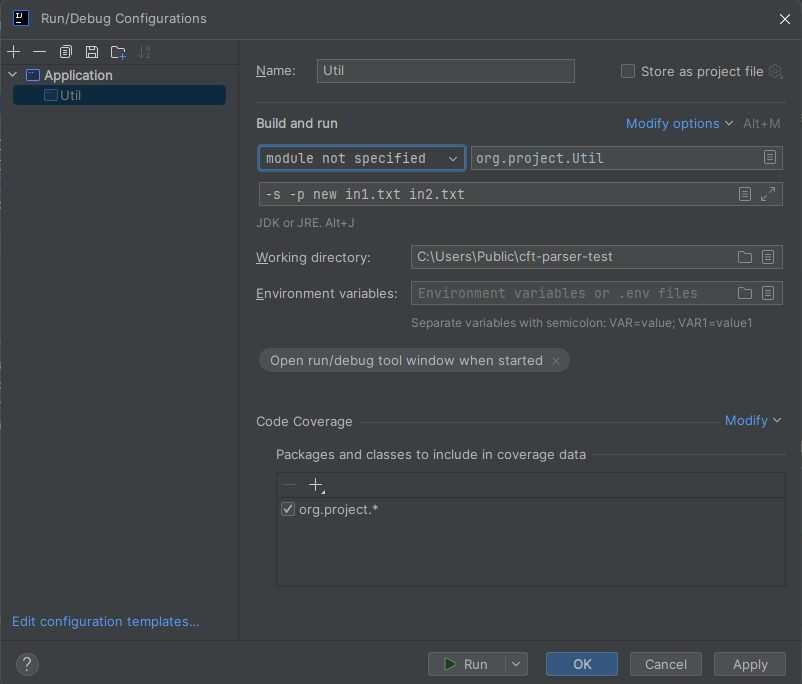 Run/Debug Configurations
Application
Util
Edit configuration templates...
Name: Util Store as project file
Build and run Modify options Alt+M
module not specified org.project.Util
-s -p new in1.txt in2.txt
JDK or JRE. Alt+J
Working directory: C:\Users\Public\cft-parser-test
Environment variables: Environment variables or .env files
Separate variables with semicolon: VAR=value; VAR1=value1
Open run/debug tool window when started ×
Code Coverage Modify
Packages and classes to include in coverage data
org.project.*
? Run OK Cancel Apply